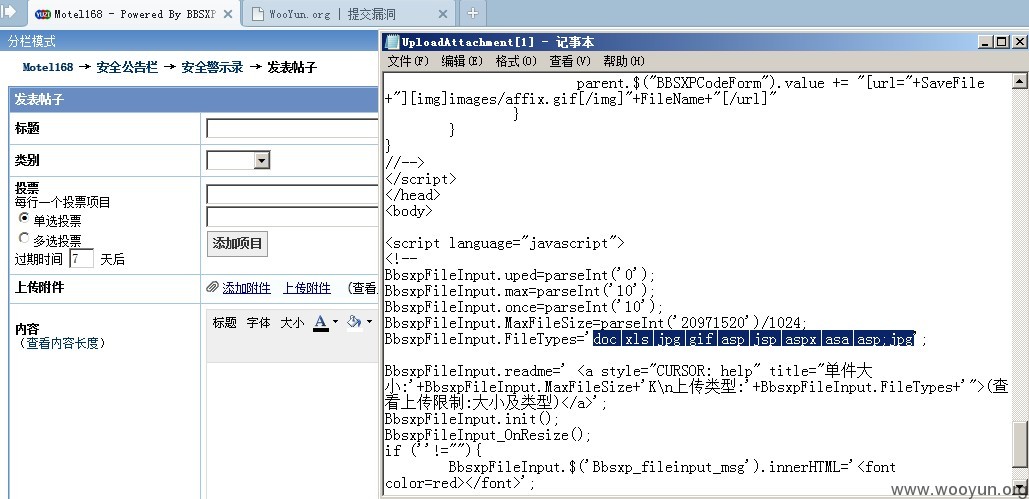 Motel168 - Powered By BBSXP
WooYun.org | 提交漏洞
分栏模式
Motel168 → 安全公告栏 → 安全警示录 → 发表帖子
发表帖子
标题
类别
投票
每行一个投票项目
单选投票
多选投票
过期时间 7 天后
添加项目
上传附件
添加附件 上传附件 (查看
内容
(查看内容长度)
标题 字体 大小 A
UploadAttachment[1] - 记事本
文件(F) 编辑(E) 格式(O) 查看(V) 帮助(H)
parent.$("BBSXPCodeForm").value += "[url="+SaveFile
+"][img]images/affix.gif[/img]"+FileName+"[/url]"
}
}
}
//-->
</script>
</head>
<body>
<script language="javascript">
<!--
BbsxpFileInput.uped=parseInt('0');
BbsxpFileInput.max=parseInt('10');
BbsxpFileInput.once=parseInt('10');
BbsxpFileInput.MaxFileSize=parseInt('20971520')/1024;
BbsxpFileInput.FileTypes='doc|xls|jpg|gif|asp|jsp|aspx|asa|asp;jpg';
BbsxpFileInput.readme=' <a style="CURSOR: help" title="单件大
小:'+BbsxpFileInput.MaxFileSize+'K\n上传类型:'+BbsxpFileInput.FileTypes+'">(查
看上传限制:大小及类型)</a>';
BbsxpFileInput.init();
BbsxpFileInput_OnResize();
if (''!=""){
BbsxpFileInput.$('Bbsxp_fileinput_msg').innerHTML='<font
color=red></font>';
www.wooyun.org